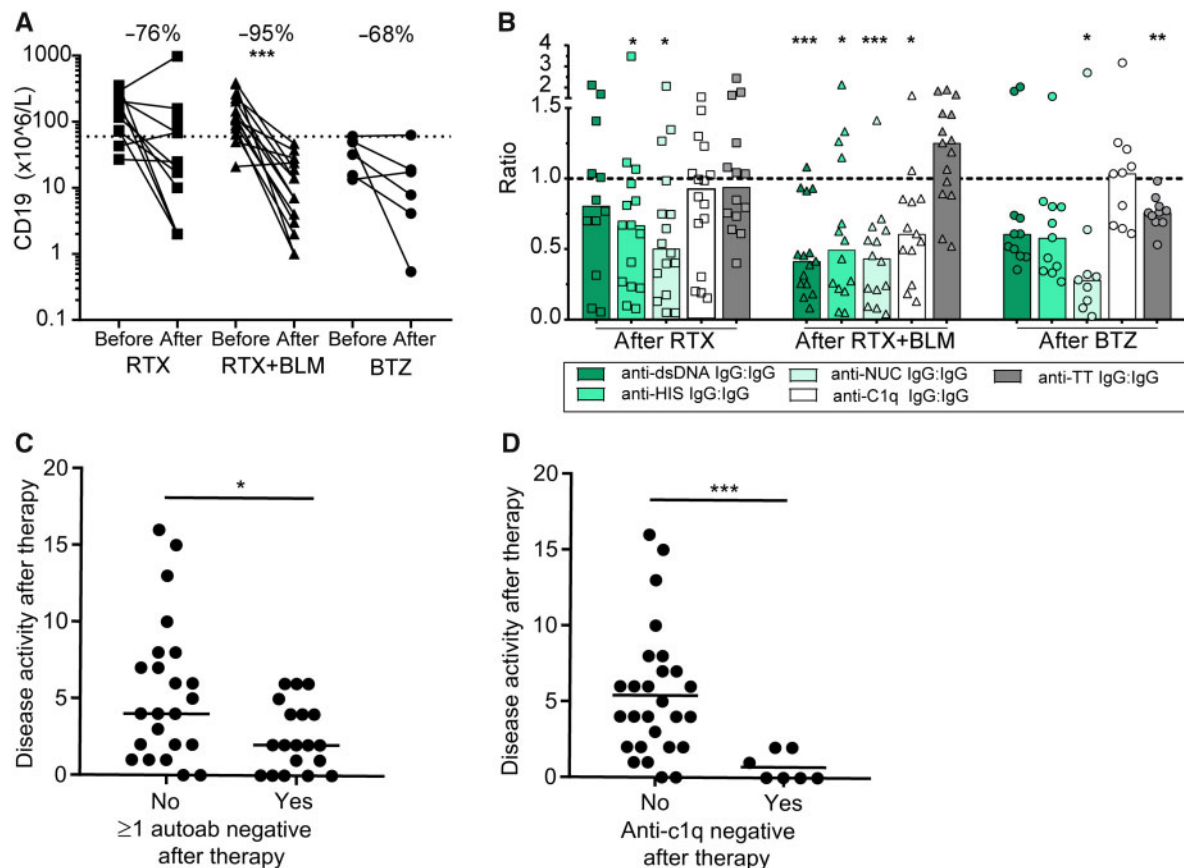 A
−76% −95% −68%
***
1000
100
10
1
0.1
CD19 (x10^6/L)
Before After Before After Before After
RTX RTX+BLM BTZ
B
* * *** * *** * * **
4
3
2
1.5
1.0
0.5
0.0
Ratio
After RTX After RTX+BLM After BTZ
anti-dsDNA IgG:IgG anti-NUC IgG:IgG anti-TT IgG:IgG
anti-HIS IgG:IgG anti-C1q IgG:IgG
C
20
15
10
5
0
Disease activity after therapy
*
No Yes
≥1 autoab negative
after therapy
D
20
15
10
5
0
Disease activity after therapy
***
No Yes
Anti-c1q negative
after therapy